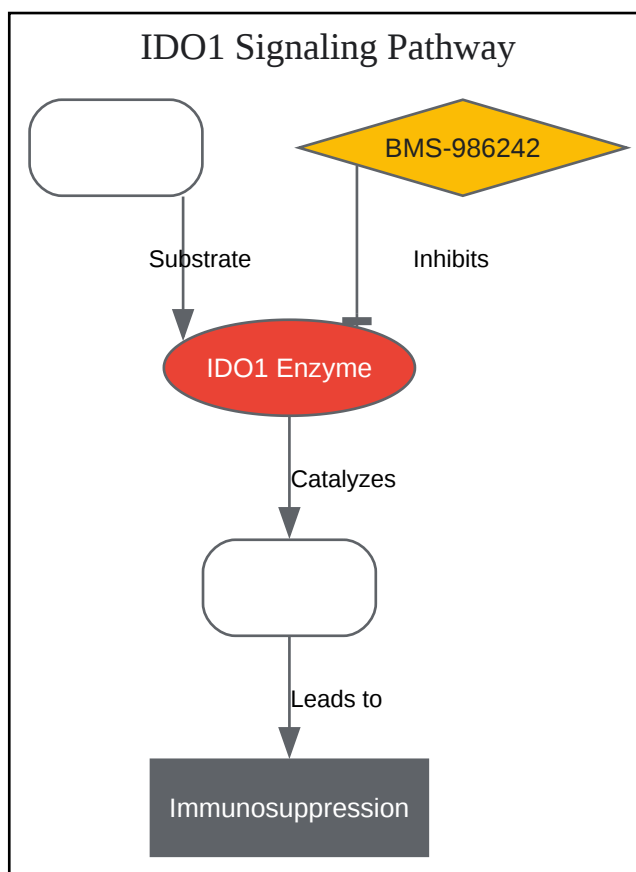 IDO1 Signaling Pathway
BMS-986242
Substrate
Inhibits
IDO1 Enzyme
Catalyzes
Leads to
Immunosuppression